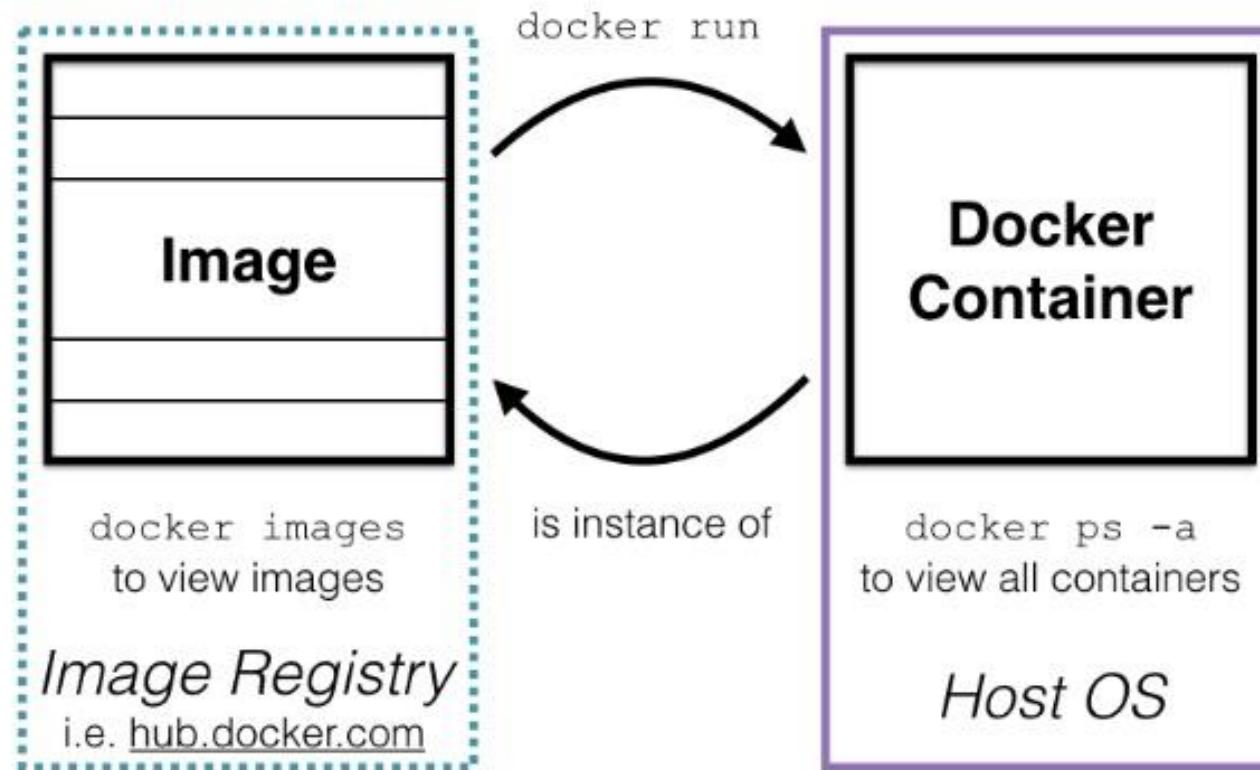 docker run
Image
docker images
to view images
Image Registry
i.e. hub.docker.com
is instance of
Docker
Container
docker ps -a
to view all containers
Host OS